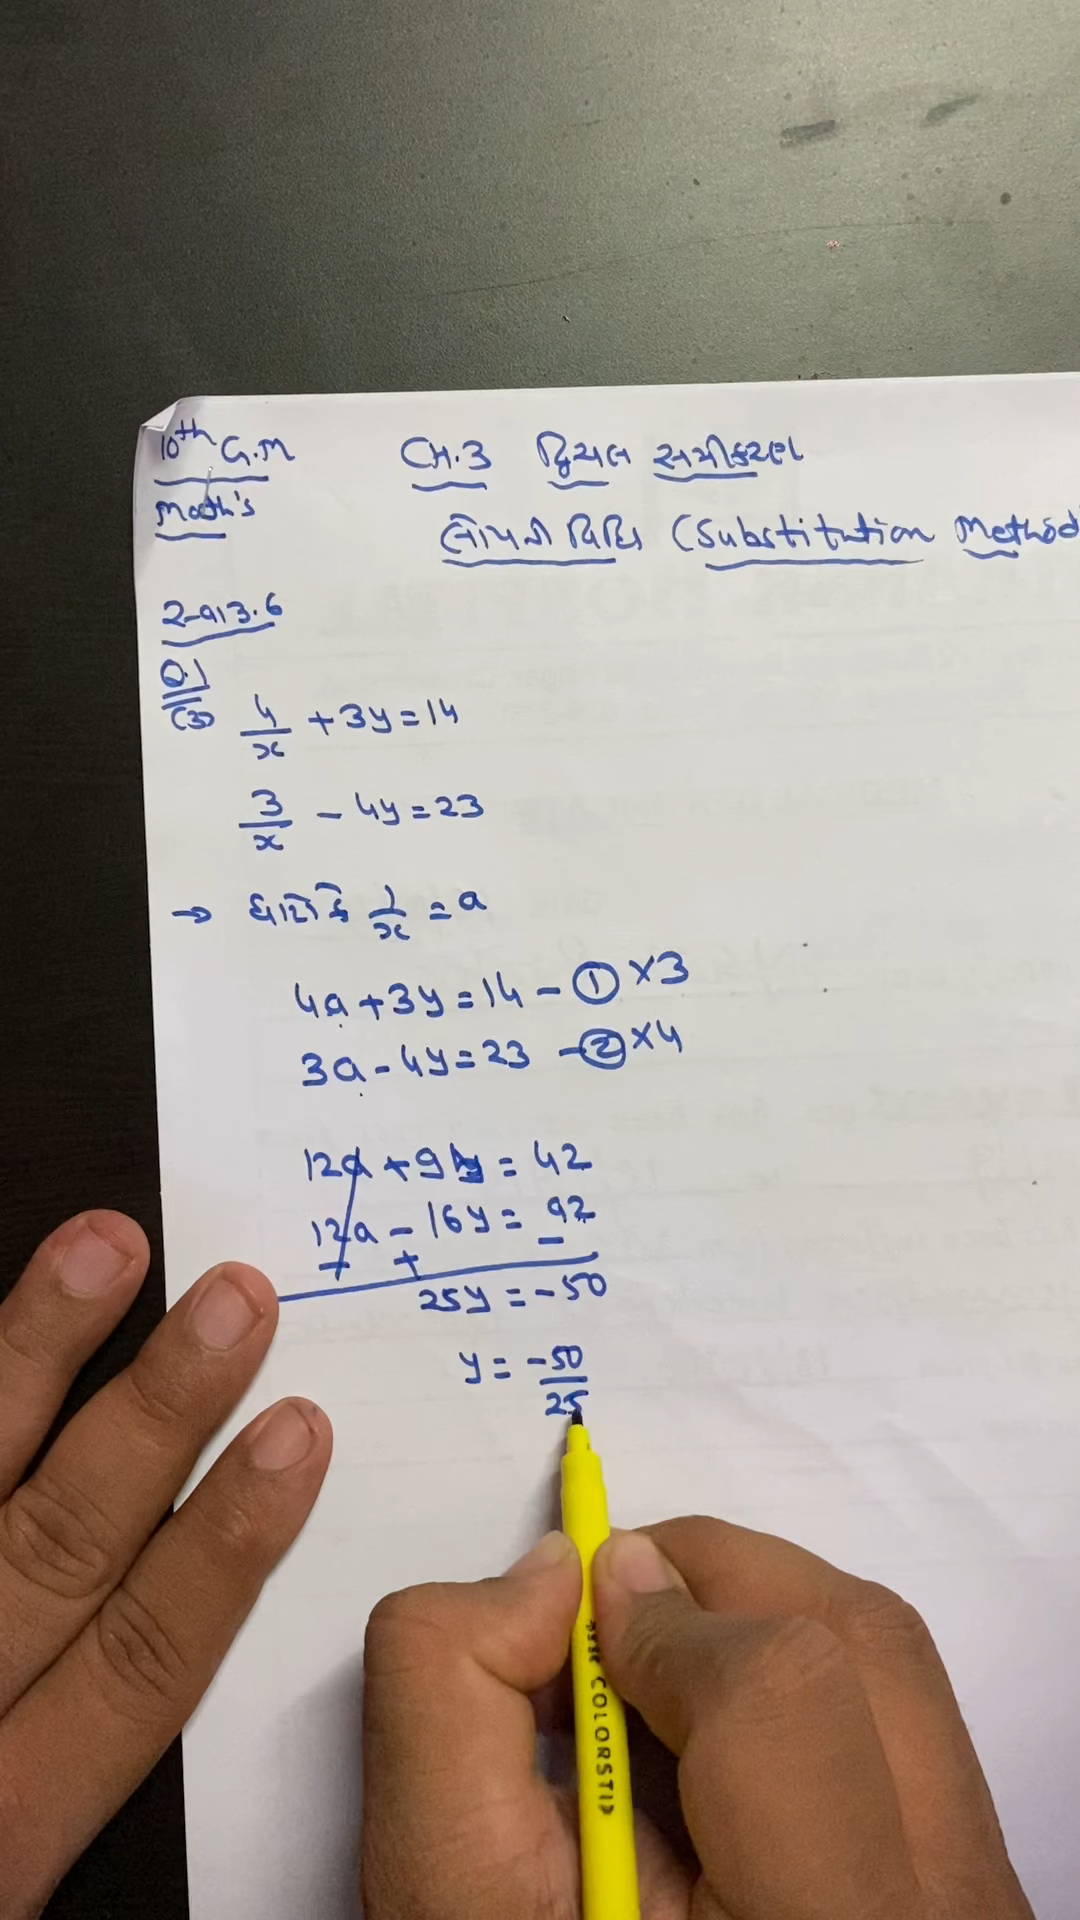 10th G.M
Math's
CH.3 દ્વિચલ સમીકરણ
લોપની વિધિ (Substitution Method
સ્વા3.6
Q.1
(3) 4/x + 3y = 14
3/x - 4y = 23
→ ધારોકે 1/x = a
4a + 3y = 14 - ① ×3
3a - 4y = 23 - ② ×4
12a + 9y = 42
12a - 16y = 92
- + -
25y = -50
y = -50/25
COLORSTI